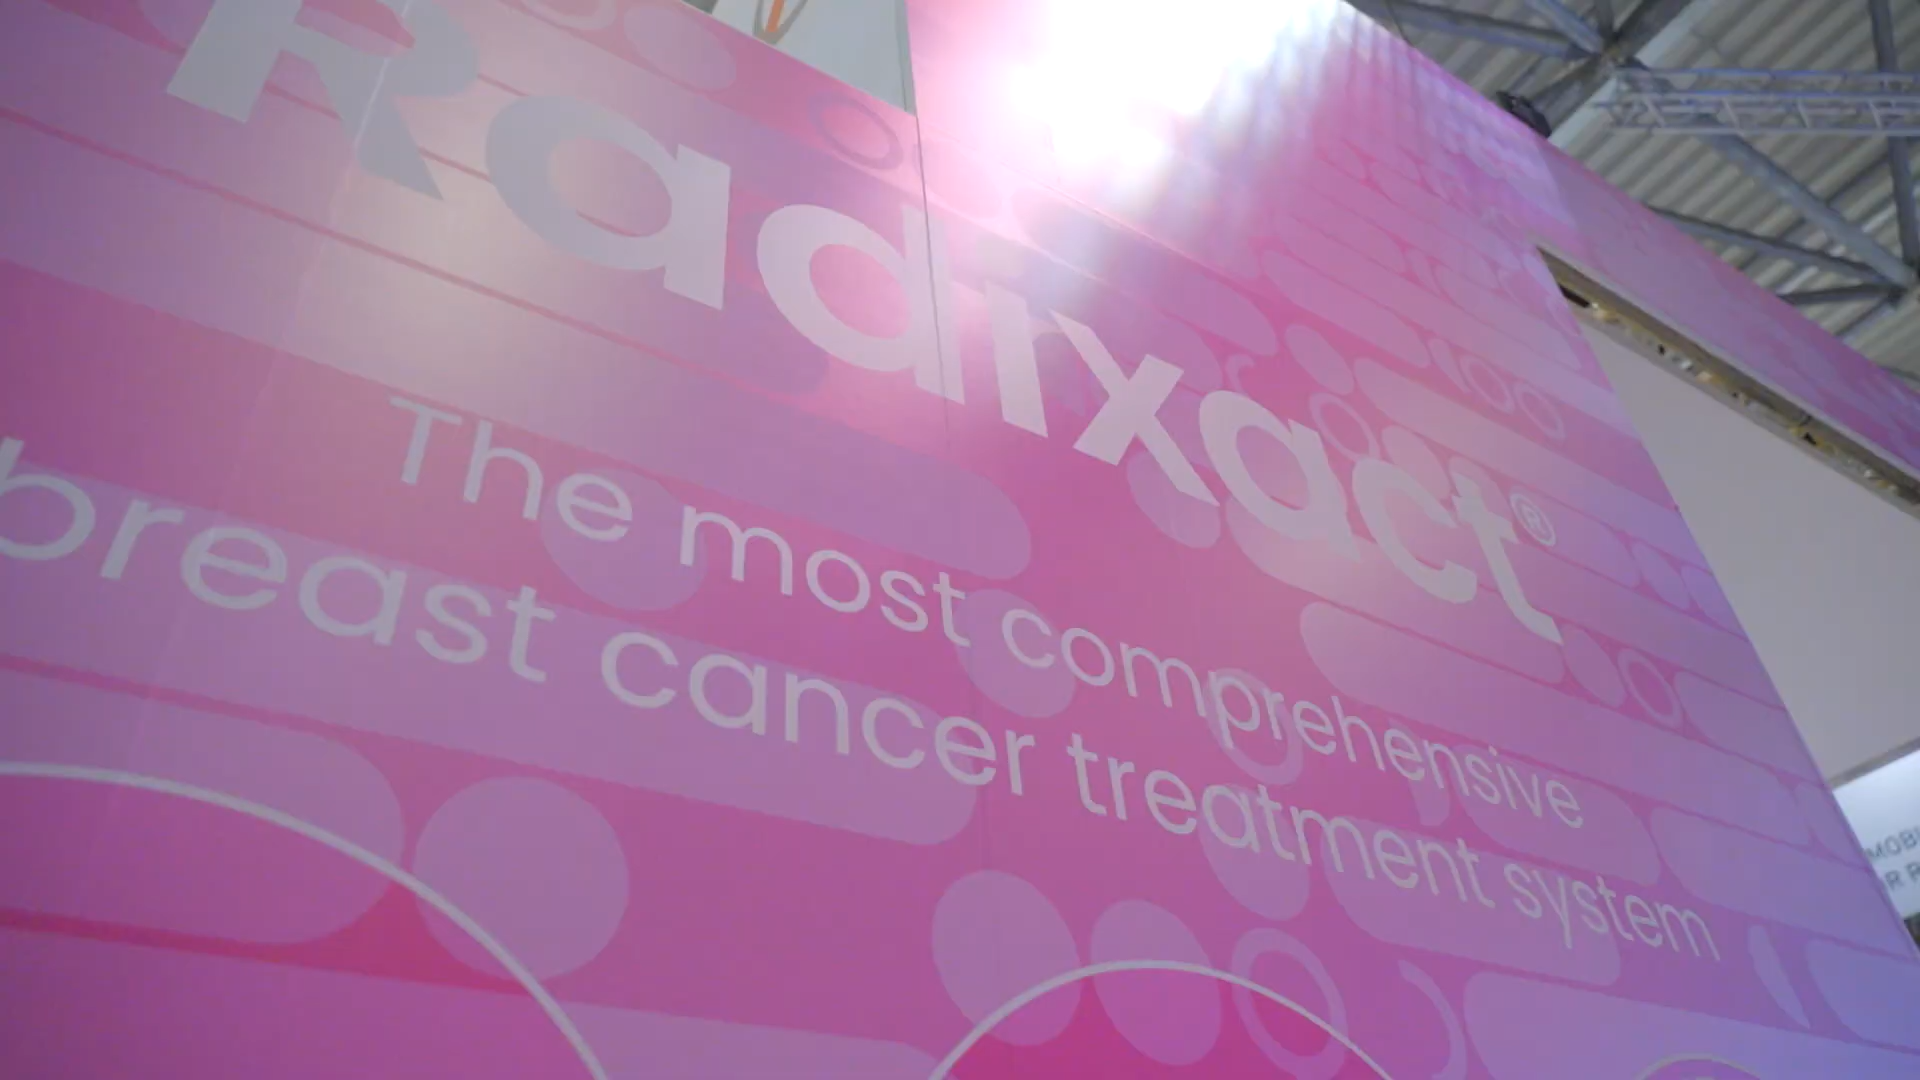 Radixact®
The most comprehensive
breast cancer treatment system